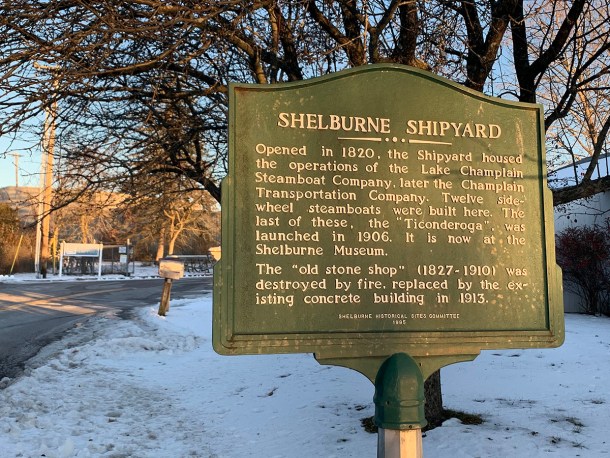 SHELBURNE SHIPYARD
Opened in 1820, the Shipyard housed
the operations of the Lake Champlain
Steamboat Company, later the Champlain
Transportation Company. Twelve side-
wheel steamboats were built here. The
last of these, the "Ticonderoga", was
launched in 1906. It is now at the
Shelburne Museum.
The "old stone shop" (1827-1910) was
destroyed by fire, replaced by the ex-
isting concrete building in 1913.
SHELBURNE HISTORICAL SITES COMMITTEE
1995